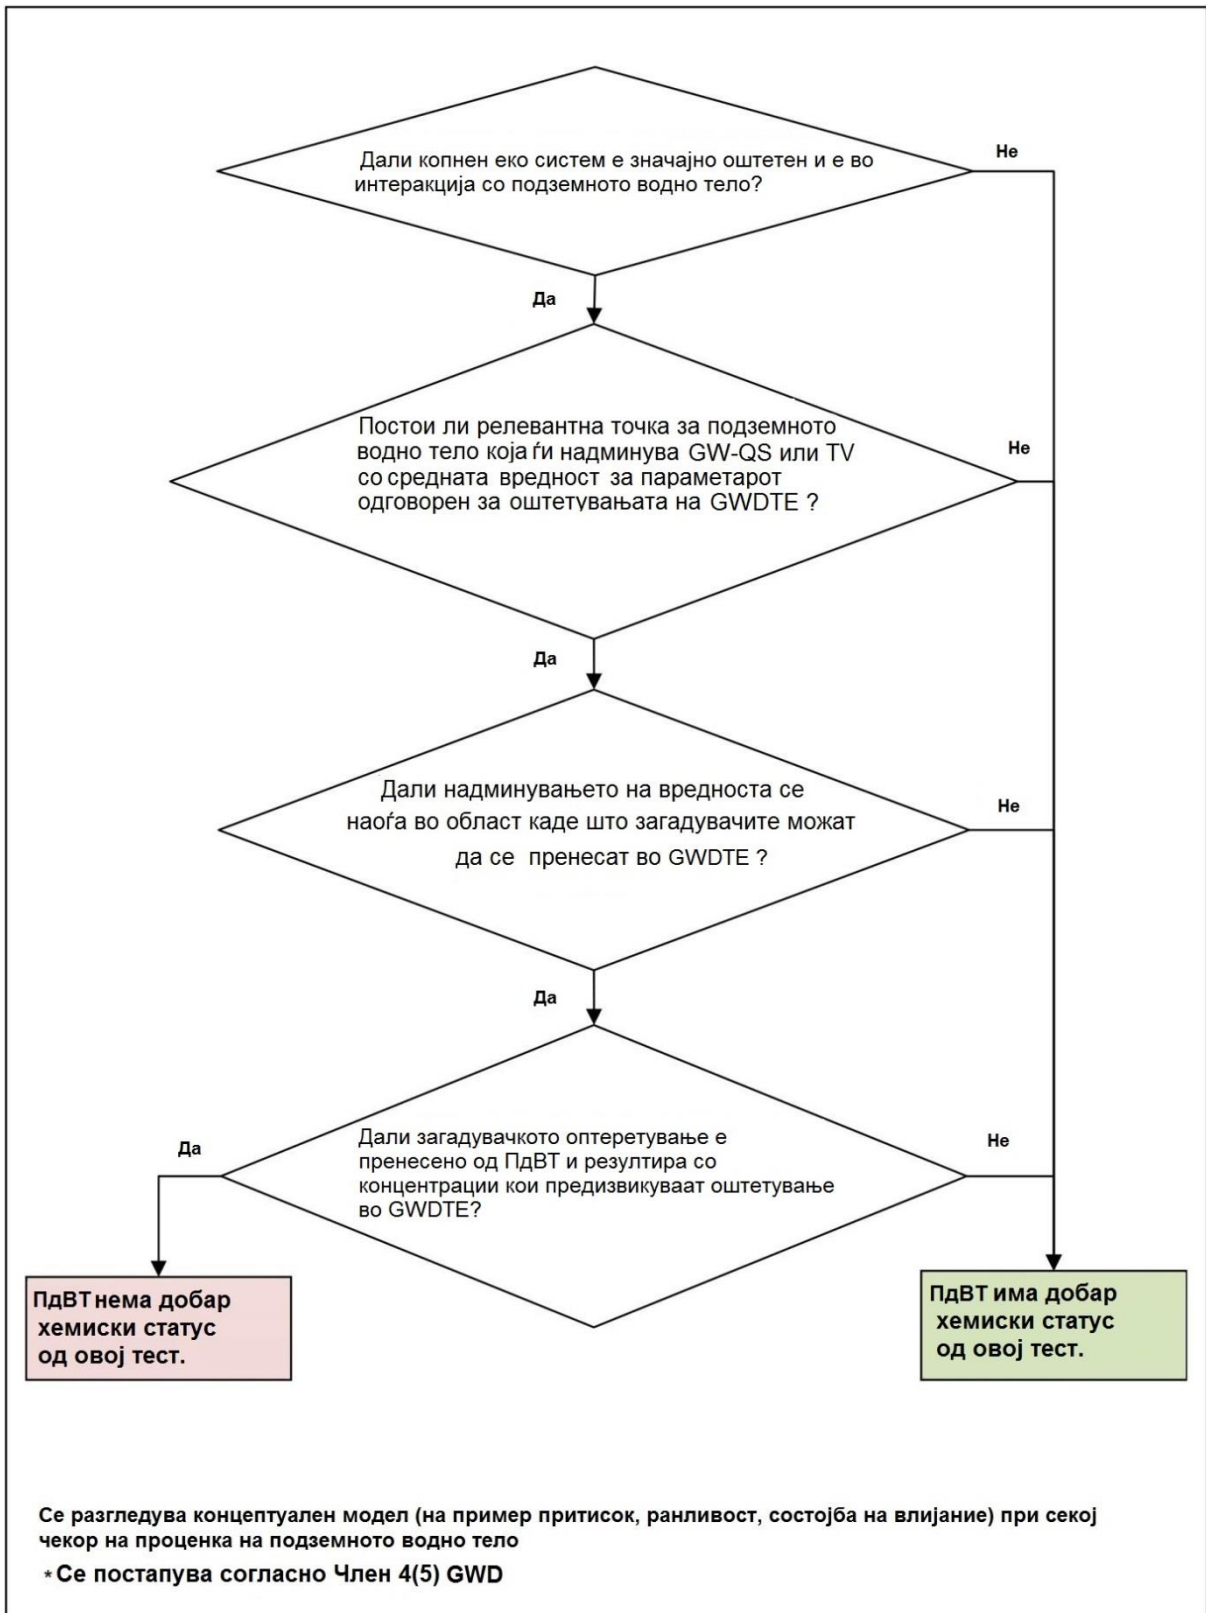 Дали копнен еко систем е значајно оштетен и е во
интеракција со подземното водно тело?
Не
Да
Постои ли релевантна точка за подземното
водно тело која ѓи надминува GW-QS или TV
со средната вредност за параметарот
одговорен за оштетувањата на GWDTE ?
Не
Да
Дали надминувањето на вредноста се
наоѓа во област каде што загадувачите можат
да се пренесат во GWDTE ?
Не
Да
Дали загадувачкото оптеретување е
пренесено од ПдВТ и резултира со
концентрации кои предизвикуваат оштетување
во GWDTE?
Да
Не
ПдВТ нема добар
хемиски статус
од овој тест.
ПдВТ има добар
хемиски статус
од овој тест.
Се разгледува концептуален модел (на пример притисок, ранливост, состојба на влијание) при секој
чекор на проценка на подземното водно тело
* Се постапува согласно Член 4(5) GWD